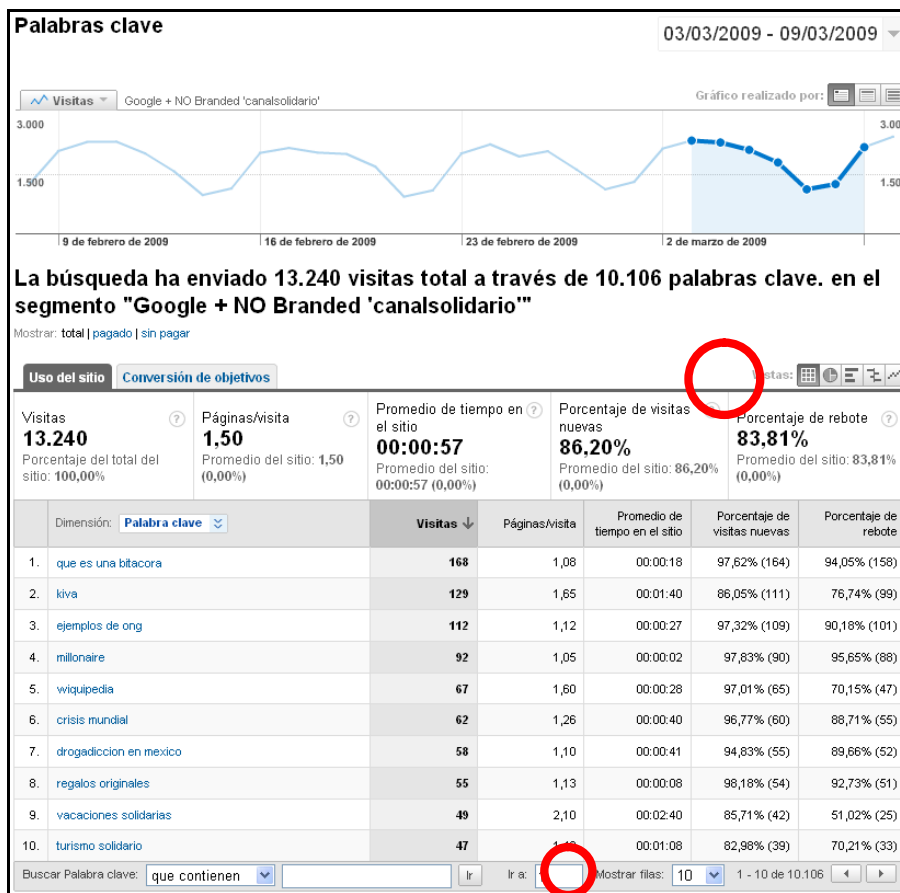 Palabras clave
03/03/2009 - 09/03/2009
Visitas
Google + NO Branded 'canalsolidario'
Gráfico realizado por:
3.000
3.00
1.500
1.50
9 de febrero de 2009
16 de febrero de 2009
23 de febrero de 2009
2 de marzo de 2009
La búsqueda ha enviado 13.240 visitas total a través de 10.106 palabras clave. en el
segmento "Google + NO Branded 'canalsolidario'"
Mostrar: total | pagado | sin pagar
Uso del sitio
Conversión de objetivos
Visitas
13.240
Porcentaje del total del
sitio: 100,00%
Páginas/visita
1,50
Promedio del sitio: 1,50
(0,00%)
Promedio de tiempo en
el sitio
00:00:57
Promedio del sitio:
00:00:57 (0,00%)
Porcentaje de visitas
nuevas
86,20%
Promedio del sitio: 86,20%
(0,00%)
Porcentaje de rebote
83,81%
Promedio del sitio: 83,81%
(0,00%)
Dimensión: Palabra clave
Visitas
Páginas/visita
Promedio de
tiempo en el sitio
Porcentaje de
visitas nuevas
Porcentaje de
rebote
1. que es una bitacora 168 1,08 00:00:18 97,62% (164) 94,05% (158)
2. kiva 129 1,65 00:01:40 86,05% (111) 76,74% (99)
3. ejemplos de ong 112 1,12 00:00:27 97,32% (109) 90,18% (101)
4. millonaire 92 1,05 00:00:02 97,83% (90) 95,65% (88)
5. wiquipedia 67 1,60 00:00:28 97,01% (65) 70,15% (47)
6. crisis mundial 62 1,26 00:00:40 96,77% (60) 88,71% (55)
7. drogadiccion en mexico 58 1,10 00:00:41 94,83% (55) 89,66% (52)
8. regalos originales 55 1,13 00:00:08 98,18% (54) 92,73% (51)
9. vacaciones solidarias 49 2,10 00:02:40 85,71% (42) 51,02% (25)
10. turismo solidario 47 00:01:08 82,98% (39) 70,21% (33)
Buscar Palabra clave: que contienen Ir Ir a: Mostrar filas: 10 1 - 10 de 10.106